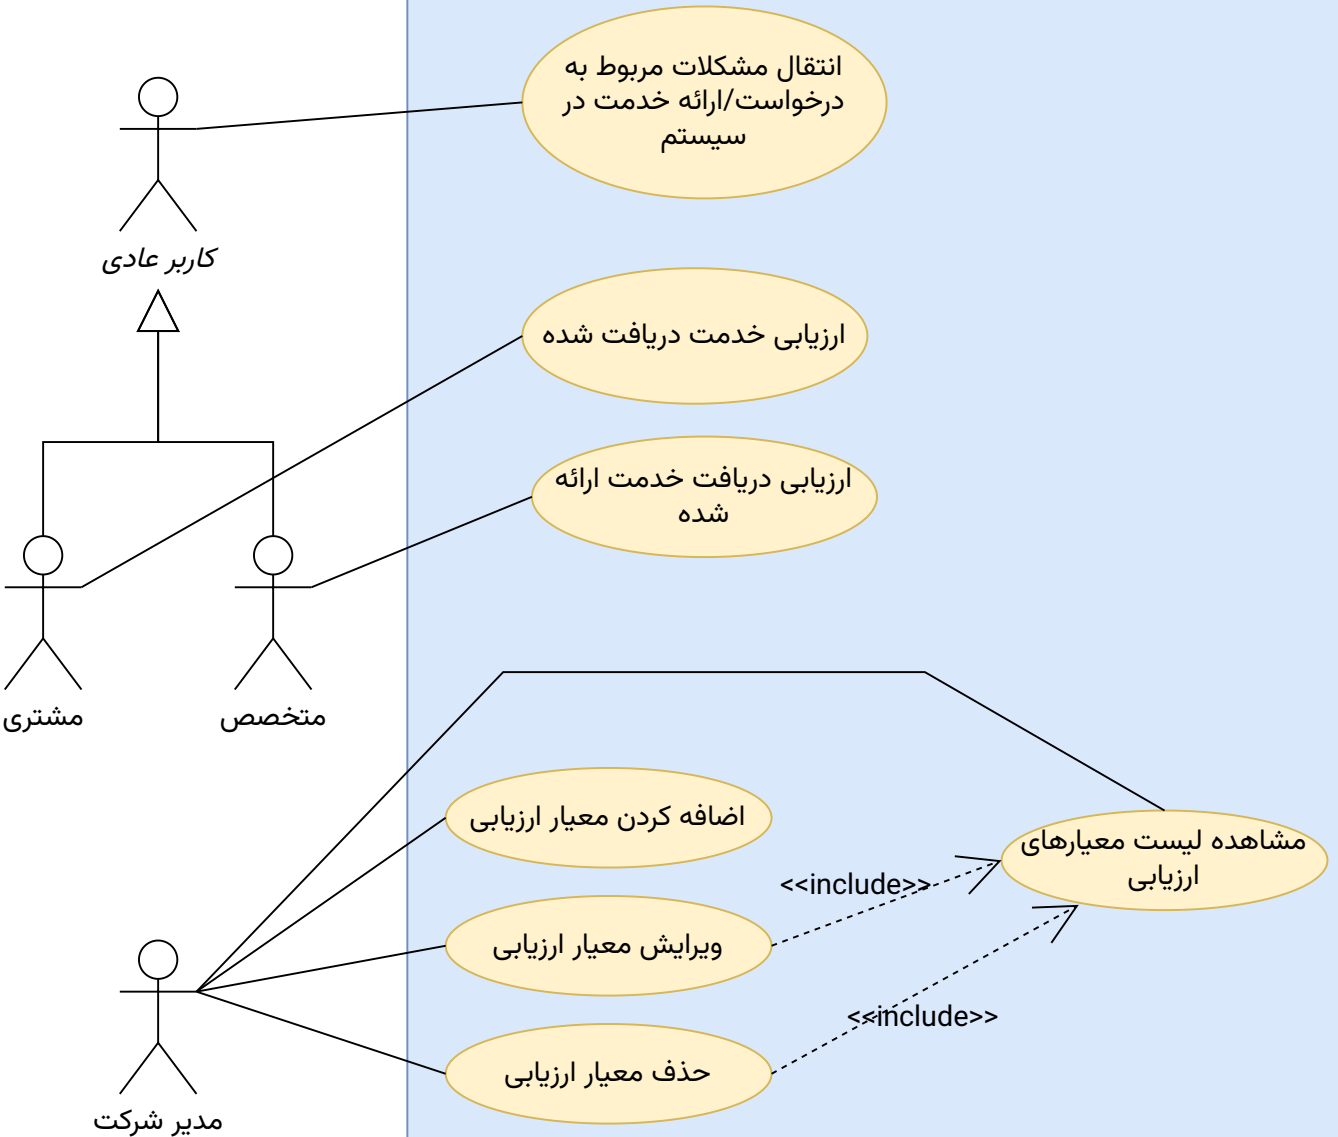 انتقال مشکلات مربوط به
درخواست/ارائه خدمت در
سیستم
کاربر عادی
ارزیابی خدمت دریافت شده
ارزیابی دریافت خدمت ارائه
شده
مشتری
متخصص
اضافه کردن معیار ارزیابی
مشاهده لیست معیارهای
ارزیابی
<<include>>
ویرایش معیار ارزیابی
<<include>>
حذف معیار ارزیابی
مدیر شرکت